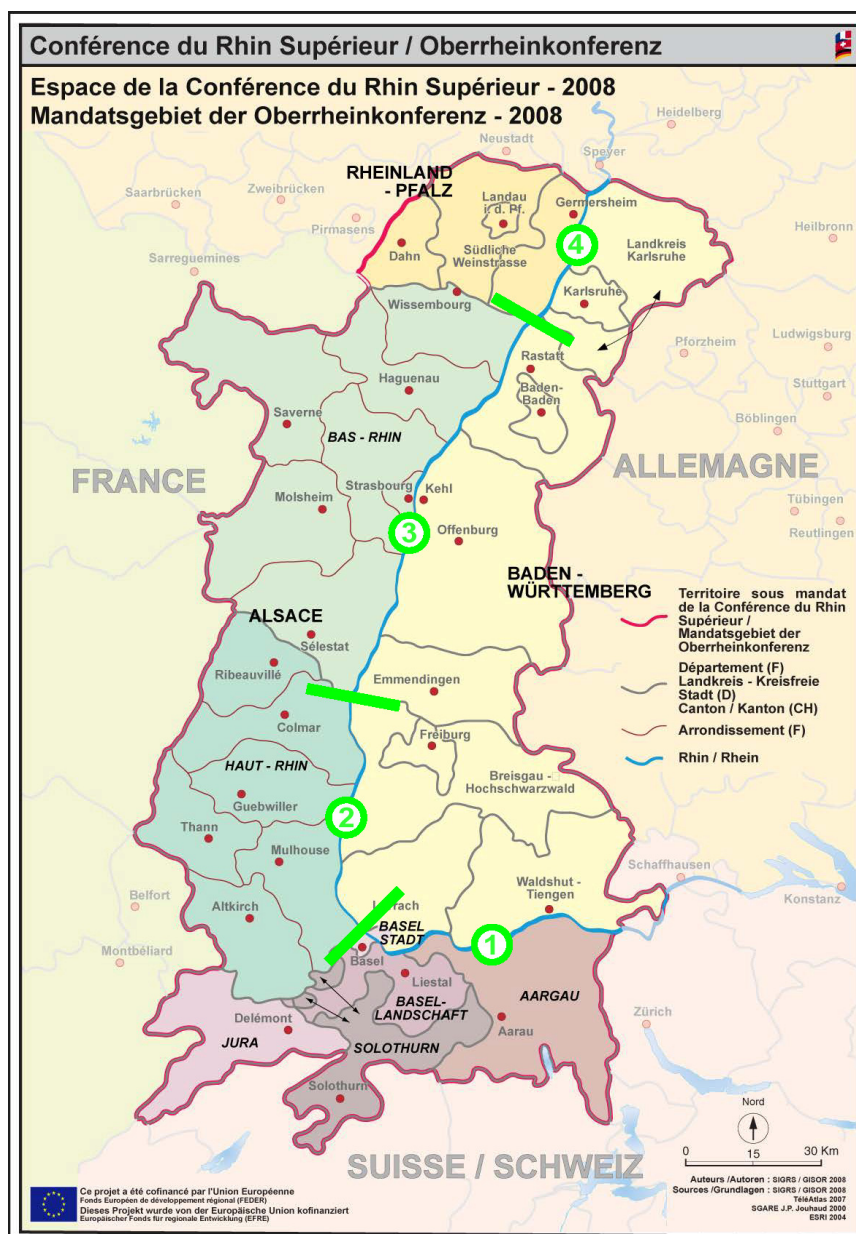 Conférence du Rhin Supérieur / Oberrheinkonferenz
Espace de la Conférence du Rhin Supérieur - 2008
Mandatsgebiet der Oberrheinkonferenz - 2008
Heidelberg
Neustadt
Speyer
RHEINLAND
- PFALZ
Saarbrücken
Zweibrücken
Landau
i. d. Pf.
Germersheim
Pirmasens
Heilbronn
4
Landkreis
Karlsruhe
Dahn
Südliche
Weinstrasse
Sarreguemines
Karlsruhe
Wissembourg
Ludwigsburg
Pforzheim
Rastatt
Haguenau
Baden-
Baden
Stuttgart
Saverne
Böblingen
BAS - RHIN
FRANCE
ALLEMAGNE
Strasbourg
Kehl
Molsheim
Tübingen
Reutlingen
3
Offenburg
BADEN -
WÜRTTEMBERG
Territoire sous mandat
de la Conférence du Rhin
Supérieur /
Mandatsgebiet der
Oberrheinkonferenz
Département (F)
Landkreis - Kreisfreie
Stadt (D)
Canton / Kanton (CH)
Arrondissement (F)
Rhin / Rhein
ALSACE
Sélestat
Ribeauvillé
Emmendingen
Colmar
Freiburg
HAUT - RHIN
Breisgau -
Hochschwarzwald
Guebwiller
2
Thann
Mulhouse
Schaffhausen
Waldshut -
Tiengen
Konstanz
Belfort
Altkirch
BASEL
STADT
1
Montbéliard
Basel
Liestal
AARGAU
BASEL-
LANDSCHAFT
Zürich
Delémont
Aarau
JURA
SOLOTHURN
Solothurn
Nord
0 15 30 Km
SUISSE / SCHWEIZ
Auteurs /Autoren : SIGRS / GISOR 2008
Sources /Grundlagen : SIGRS / GISOR 2008
TéléAtlas 2007
SGARE J.P. Jouhaud 2000
ESRI 2004
Ce projet a été cofinancé par l'Union Européenne
Fonds Européen de développement régional (FEDER)
Dieses Projekt wurde von der Europäische Union kofinanziert
Europäischer Fonds für regionale Entwicklung (EFRE)